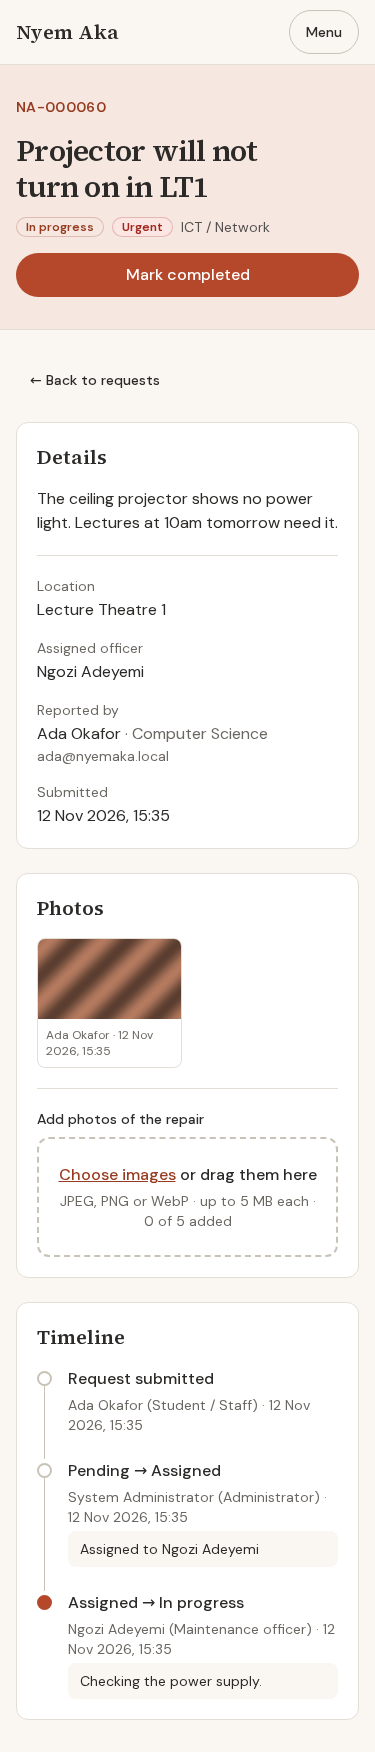 Nyem Aka
Menu
NA-000060
Projector will not
turn on in LT1
In progress
Urgent
ICT / Network
Mark completed
← Back to requests
Details
The ceiling projector shows no power
light. Lectures at 10am tomorrow need it.
Location
Lecture Theatre 1
Assigned officer
Ngozi Adeyemi
Reported by
Ada Okafor · Computer Science
ada@nyemaka.local
Submitted
12 Nov 2026, 15:35
Photos
Ada Okafor · 12 Nov
2026, 15:35
Add photos of the repair
Choose images or drag them here
JPEG, PNG or WebP · up to 5 MB each ·
0 of 5 added
Timeline
Request submitted
Ada Okafor (Student / Staff) · 12 Nov
2026, 15:35
Pending → Assigned
System Administrator (Administrator) ·
12 Nov 2026, 15:35
Assigned to Ngozi Adeyemi
Assigned → In progress
Ngozi Adeyemi (Maintenance officer) · 12
Nov 2026, 15:35
Checking the power supply.